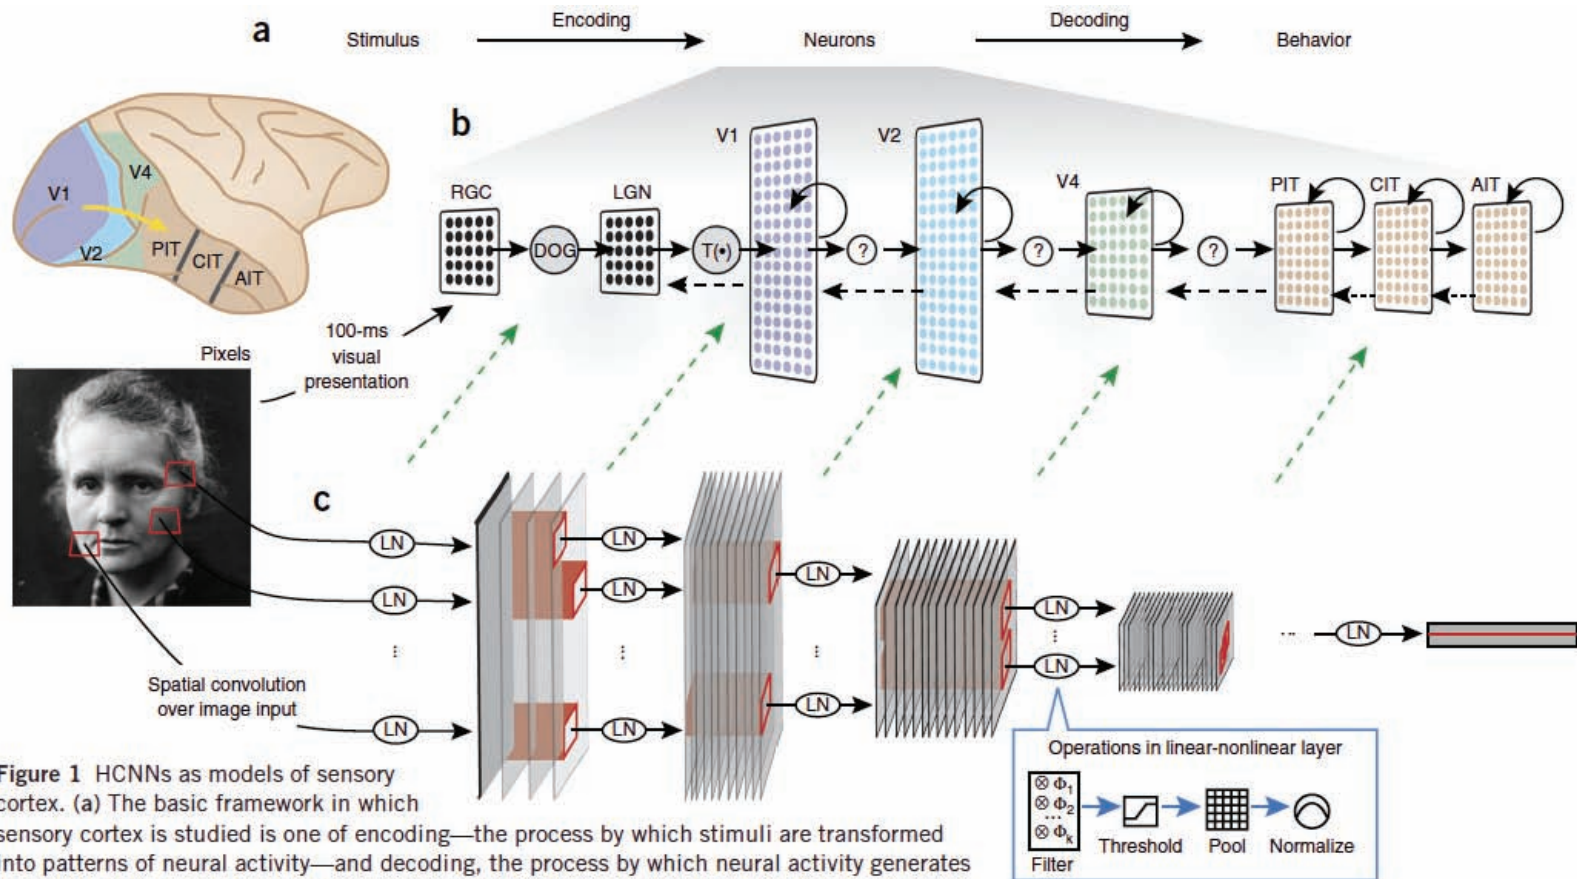 a
Stimulus
Encoding
Neurons
Decoding
Behavior
V1
V4
V2
PIT
CIT
AIT
b
RGC
DOG
LGN
T(•)
V1
?
V2
?
V4
?
PIT
CIT
AIT
Pixels
100-ms
visual
presentation
c
LN
LN
...
LN
LN
LN
...
LN
LN
...
LN
LN
...
LN
... LN
Spatial convolution
over image input
Operations in linear-nonlinear layer
⊗ Φ1
⊗ Φ2
...
⊗ Φk
Filter
Threshold
Pool
Normalize
Figure 1 HCNNs as models of sensory
cortex. (a) The basic framework in which
sensory cortex is studied is one of encoding—the process by which stimuli are transformed
into patterns of neural activity—and decoding, the process by which neural activity generates